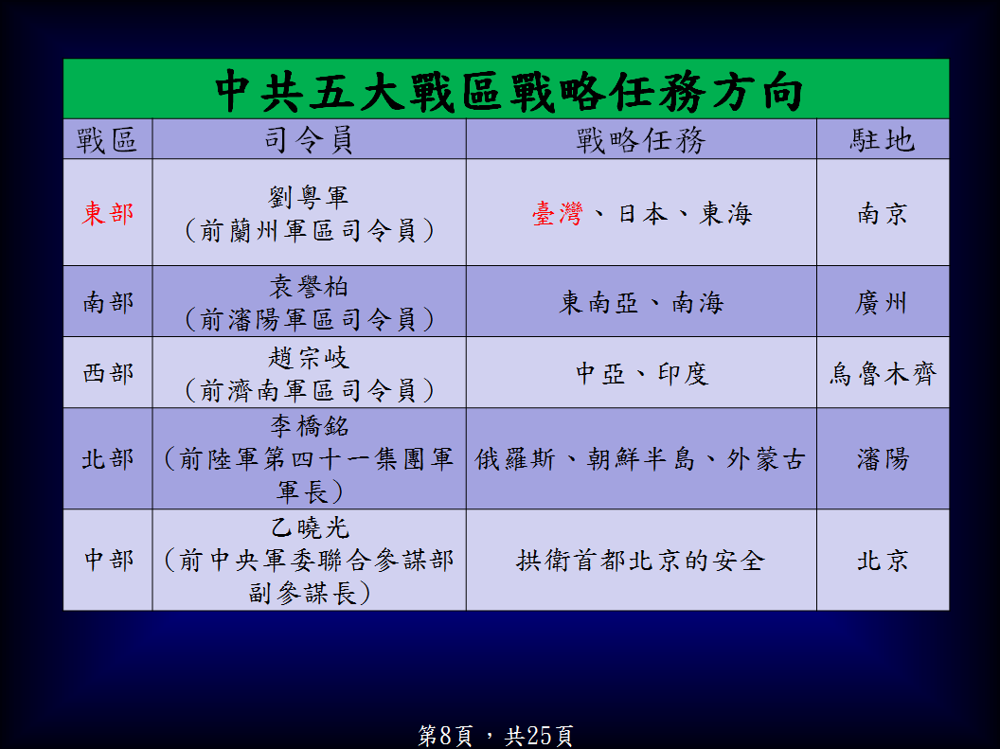 中共五大戰區戰略任務方向
戰區 司令員 戰略任務 駐地
東部 劉粵軍 臺灣、日本、東海 南京
(前蘭州軍區司令員)
南部 袁譽柏 東南亞、南海 廣州
(前瀋陽軍區司令員)
西部 趙宗岐 中亞、印度 烏魯木齊
(前濟南軍區司令員)
北部 李橋銘 俄羅斯、朝鮮半島、外蒙古 瀋陽
(前陸軍第四十一集團軍
軍長)
中部 乙曉光 拱衛首都北京的安全 北京
(前中央軍委聯合參謀部
副參謀長)
第8頁，共25頁